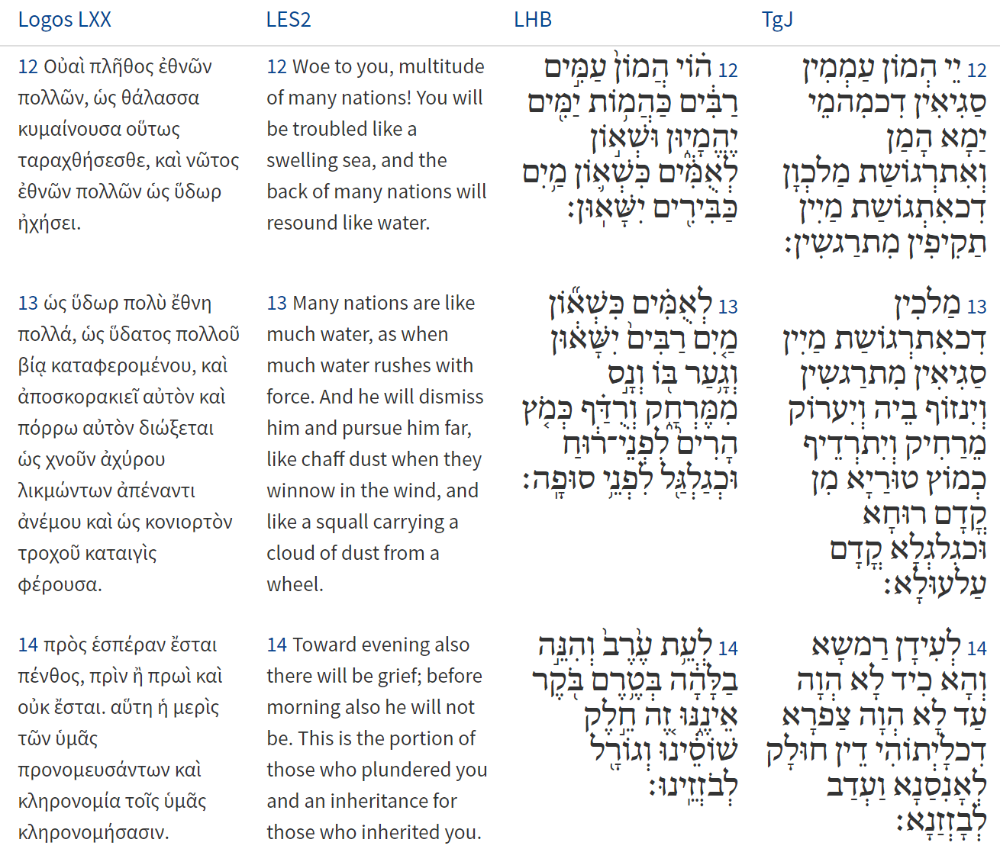 Logos LXX
LES2
LHB
TgJ
12 Οὐαὶ πλῆθος ἐθνῶν
πολλῶν, ὡς θάλασσα
κυμαίνουσα οὕτως
ταραχθήσεσθε, καὶ νῶτος
ἐθνῶν πολλῶν ὡς ὕδωρ
ἠχήσει.
12 Woe to you, multitude
of many nations! You will
be troubled like a
swelling sea, and the
back of many nations will
resound like water.
12 ה֗וֹי הֲמוֹן֙ עַמִּ֣ים
רַבִּ֔ים כַּהֲמ֥וֹת יַמִּ֖ים
יֶהֱמָי֑וּן וּשְׁא֣וֹן
לְאֻמִּ֔ים כִּשְׁא֛וֹן מַ֥יִם
כַּבִּירִ֖ים יִשָּׁאֽוּן׃
12 יֵי הְמוֹן עַמְמִין
סַגִיאִין דִכמִהמֵי
יַמָא הָמַן
וְאִתרְגוֹשַת מַלכְוָן
דִכאִתְגוֹשַת מַיִין
תַקִיפִין מִתרַגשִין׃
13 ὡς ὕδωρ πολὺ ἔθνη
πολλά, ὡς ὕδατος πολλοῦ
βίᾳ καταφερομένου, καὶ
ἀποσκορακιεῖ αὐτὸν καὶ
πόρρω αὐτὸν διώξεται
ὡς χνοῦν ἀχύρου
λικμώντων ἀπέναντι
ἀνέμου καὶ ὡς κονιορτὸν
τροχοῦ καταιγὶς
φέρουσα.
13 Many nations are like
much water, as when
much water rushes with
force. And he will dismiss
him and pursue him far,
like chaff dust when they
winnow in the wind, and
like a squall carrying a
cloud of dust from a
wheel.
13 לְאֻמִּ֗ים כִּשְׁא֞וֹן
מַ֤יִם רַבִּים֙ יִשָּׁא֔וּן
וְגָ֥עַר בּ֖וֹ וְנָ֣ס
מִמֶּרְחָ֑ק וְרֻדַּ֗ף כְּמֹ֤ץ
הָרִים֙ לִפְנֵי־ר֔וּחַ
וּכְגַלְגַּ֖ל לִפְנֵ֥י סוּפָֽה׃
13 מַלכִין
דִכאִתרְגוֹשַת מַיִין
סַגִיאִין מִתרַגשִין
וְיִנזוֹף בֵיה וְיִערוֹק
מֵרַחִיק וְיִתרְדֵיף
כְמוֹץ טוּרַיָא מִן
קֳדָם רוּחָא
וּכגִלגְלָא קֳדָם
עַלעוּלָא׃
14 πρὸς ἑσπέραν ἔσται
πένθος, πρὶν ἢ πρωὶ καὶ
οὐκ ἔσται. αὕτη ἡ μερὶς
τῶν ὑμᾶς
προνομευσάντων καὶ
κληρονομία τοῖς ὑμᾶς
κληρονομήσασιν.
14 Toward evening also
there will be grief; before
morning also he will not
be. This is the portion of
those who plundered you
and an inheritance for
those who inherited you.
14 לְעֵ֥ת עֶ֙רֶב֙ וְהִנֵּ֣ה
בַלָּהָ֔ה בְּטֶ֥רֶם בֹּ֖קֶר
אֵינֶ֑נּוּ זֶ֚ה חֵ֣לֶק
שׁוֹסֵ֔ינוּ וְגוֹרָ֖ל
לְבֹזְזֵֽינוּ׃
14 לְעִידָן רַמשָא
וְהָא כִיד לָא הְוָה
עַד לָא הְוָה צַפרָא
דִכלָיְתוֹהִי דֵין חוּלָק
לְאָנִסַנָא וַעְדַב
לְבָזְזַנָא׃